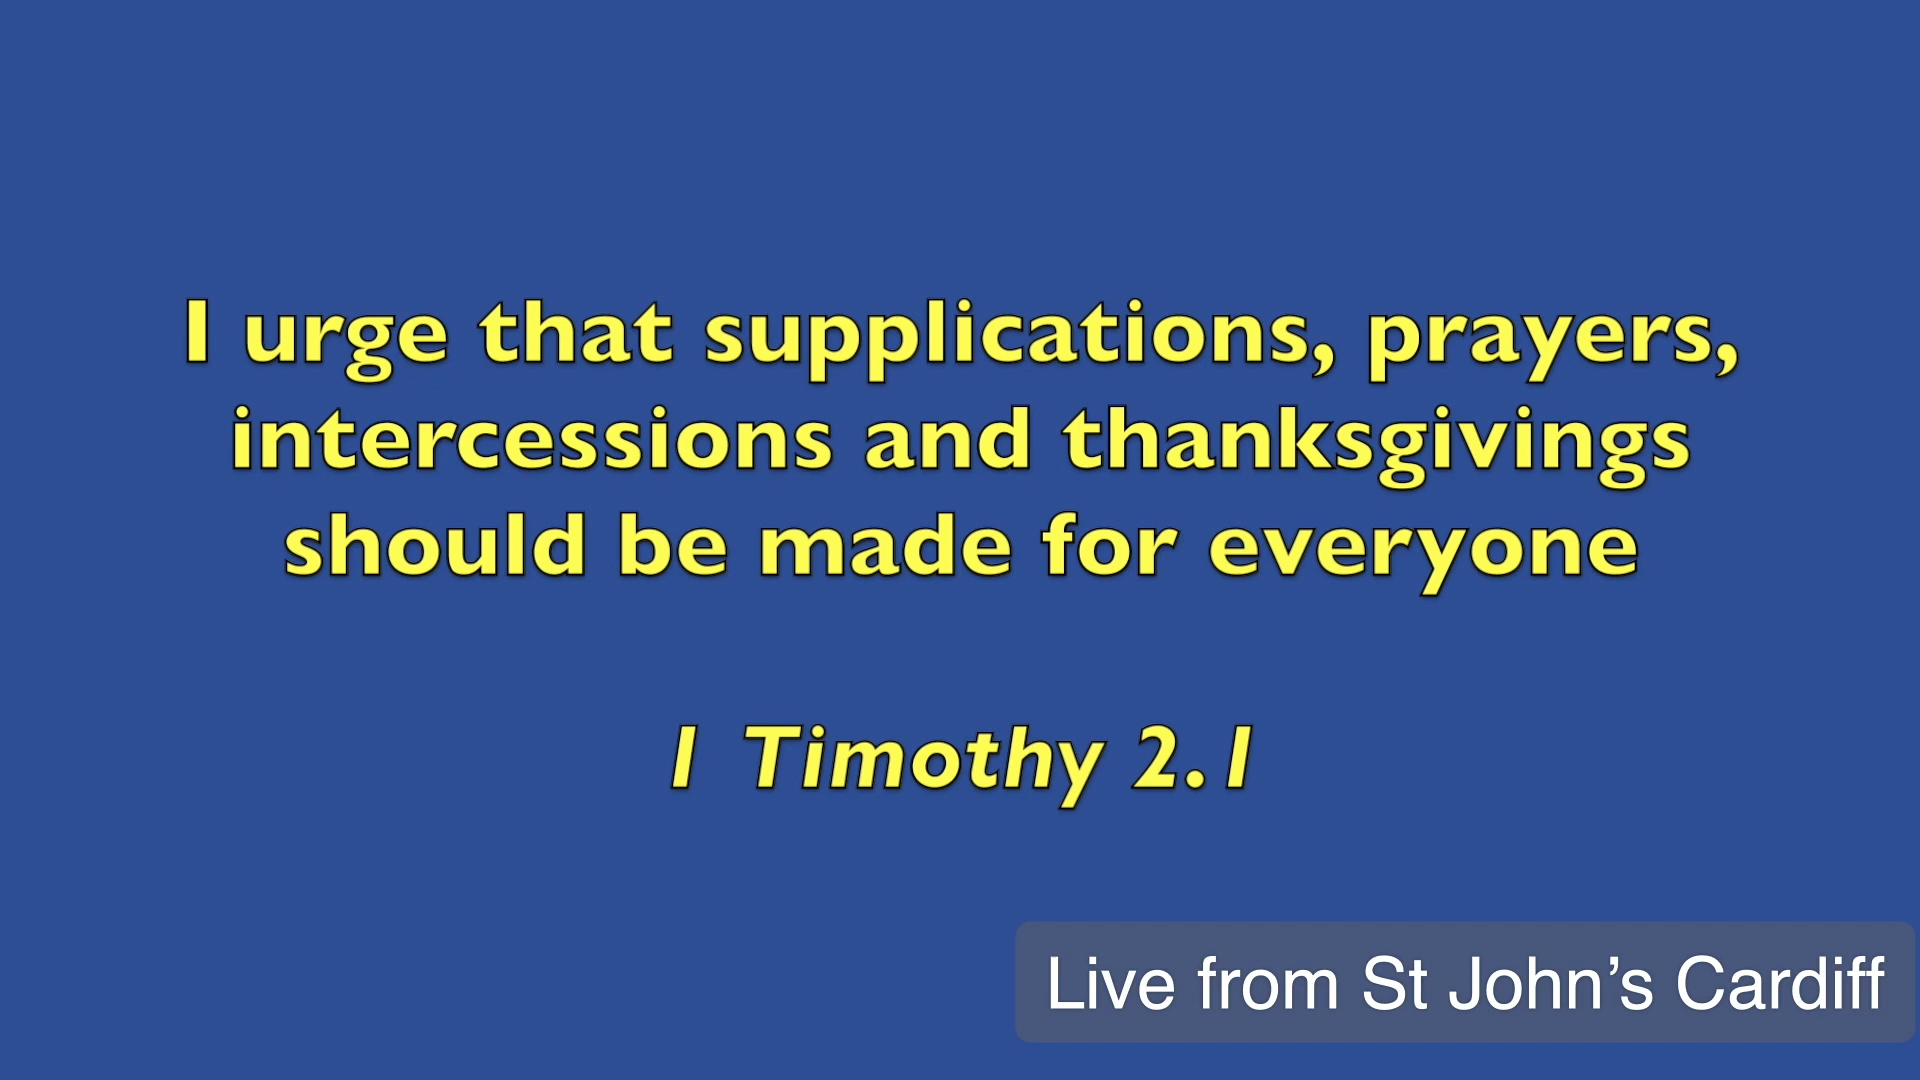 I urge that supplications, prayers,
intercessions and thanksgivings
should be made for everyone
1 Timothy 2.1
Live from St John’s Cardiff